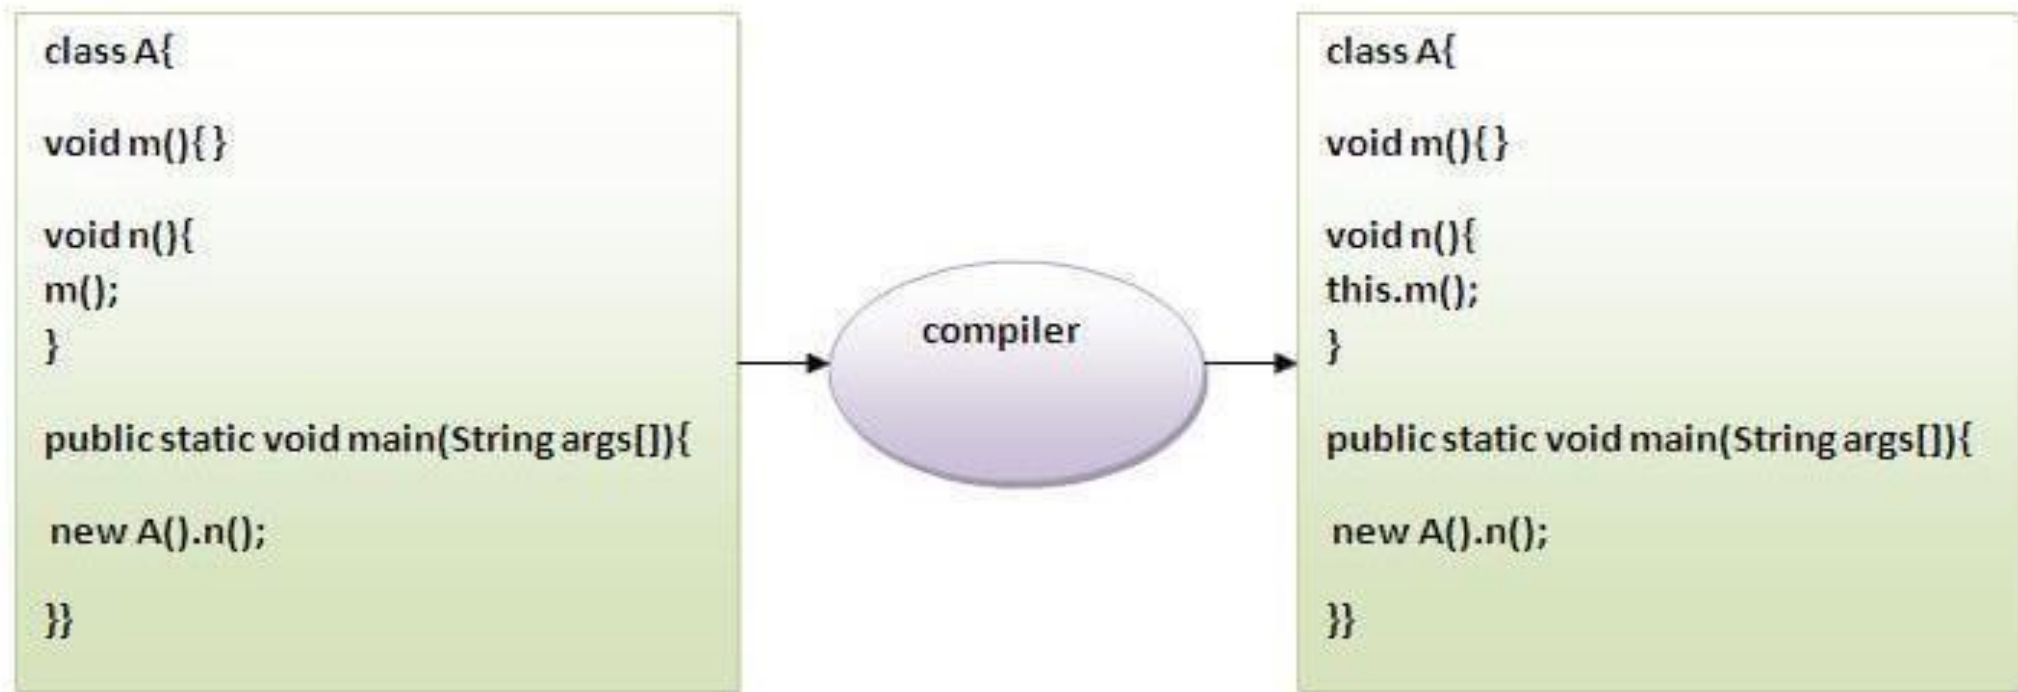 class A{
void m(){ }
void n(){
m();
}
public static void main(String args[]){
new A().n();
}}
compiler
class A{
void m(){ }
void n(){
this.m();
}
public static void main(String args[]){
new A().n();
}}